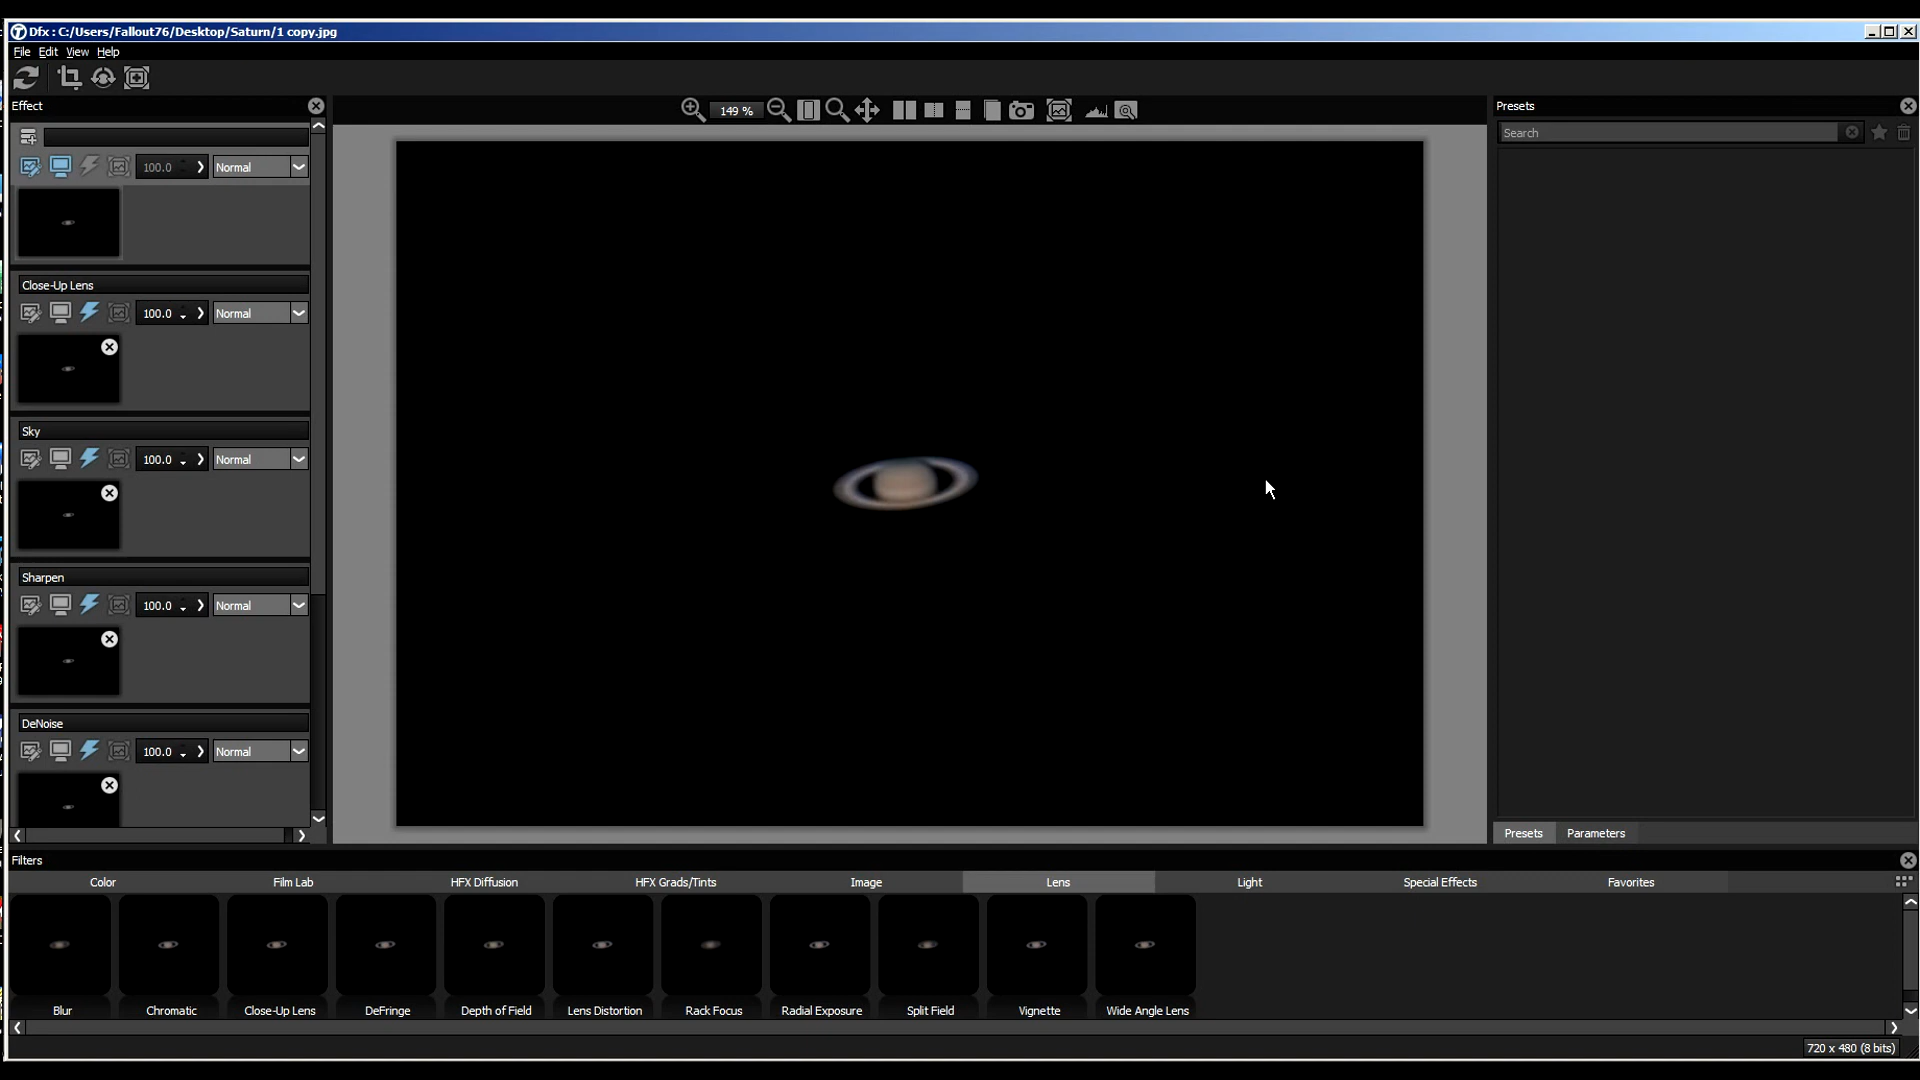 Dfx : C:/Users/Fallout76/Desktop/Saturn/1 copy.jpg
File Edit View Help
Effect
149 %
Presets
Search
100.0 Normal
Close-Up Lens
100.0 Normal
Sky
100.0 Normal
Sharpen
100.0 Normal
DeNoise
100.0 Normal
Presets Parameters
Filters
Color Film Lab HFX Diffusion HFX Grads/Tints Image Lens Light Special Effects Favorites
Blur Chromatic Close-Up Lens DeFringe Depth of Field Lens Distortion Rack Focus Radial Exposure Split Field Vignette Wide Angle Lens
720 x 480 (8 bits)